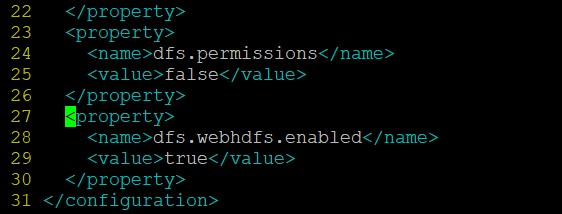 22   </property>
23   <property>
24     <name>dfs.permissions</name>
25     <value>false</value>
26   </property>
27   <property>
28     <name>dfs.webhdfs.enabled</name>
29     <value>true</value>
30   </property>
31 </configuration>